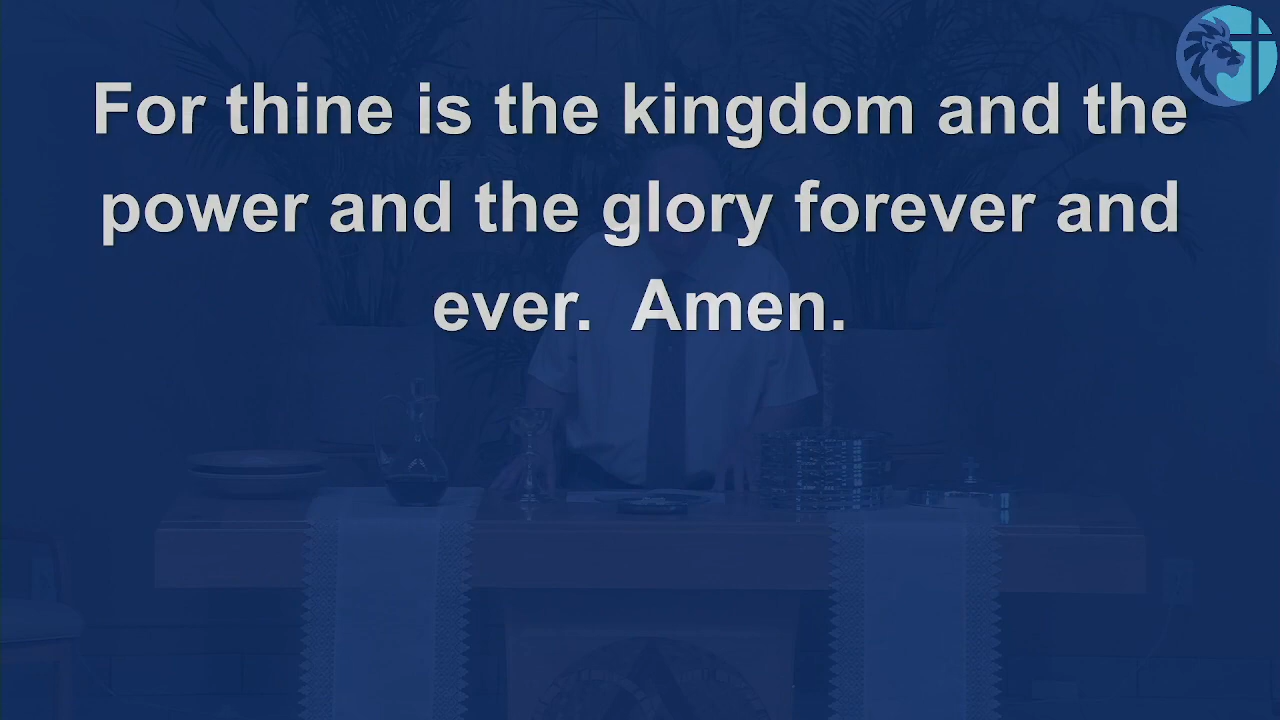 For thine is the kingdom and the
power and the glory forever and
ever.  Amen.